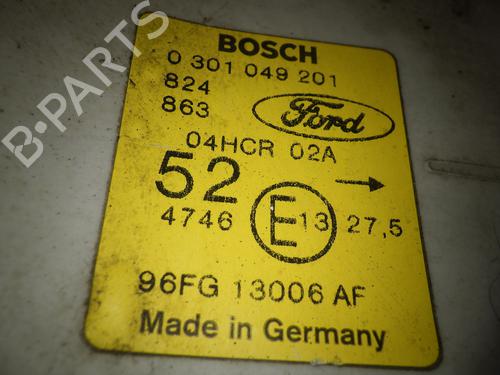 BOSCH
0 301 049 201
824
863
Ford
04HCR 02A
52 →
4746 E 13 27,5
96FG 13006 AF
Made in Germany
B-PARTS